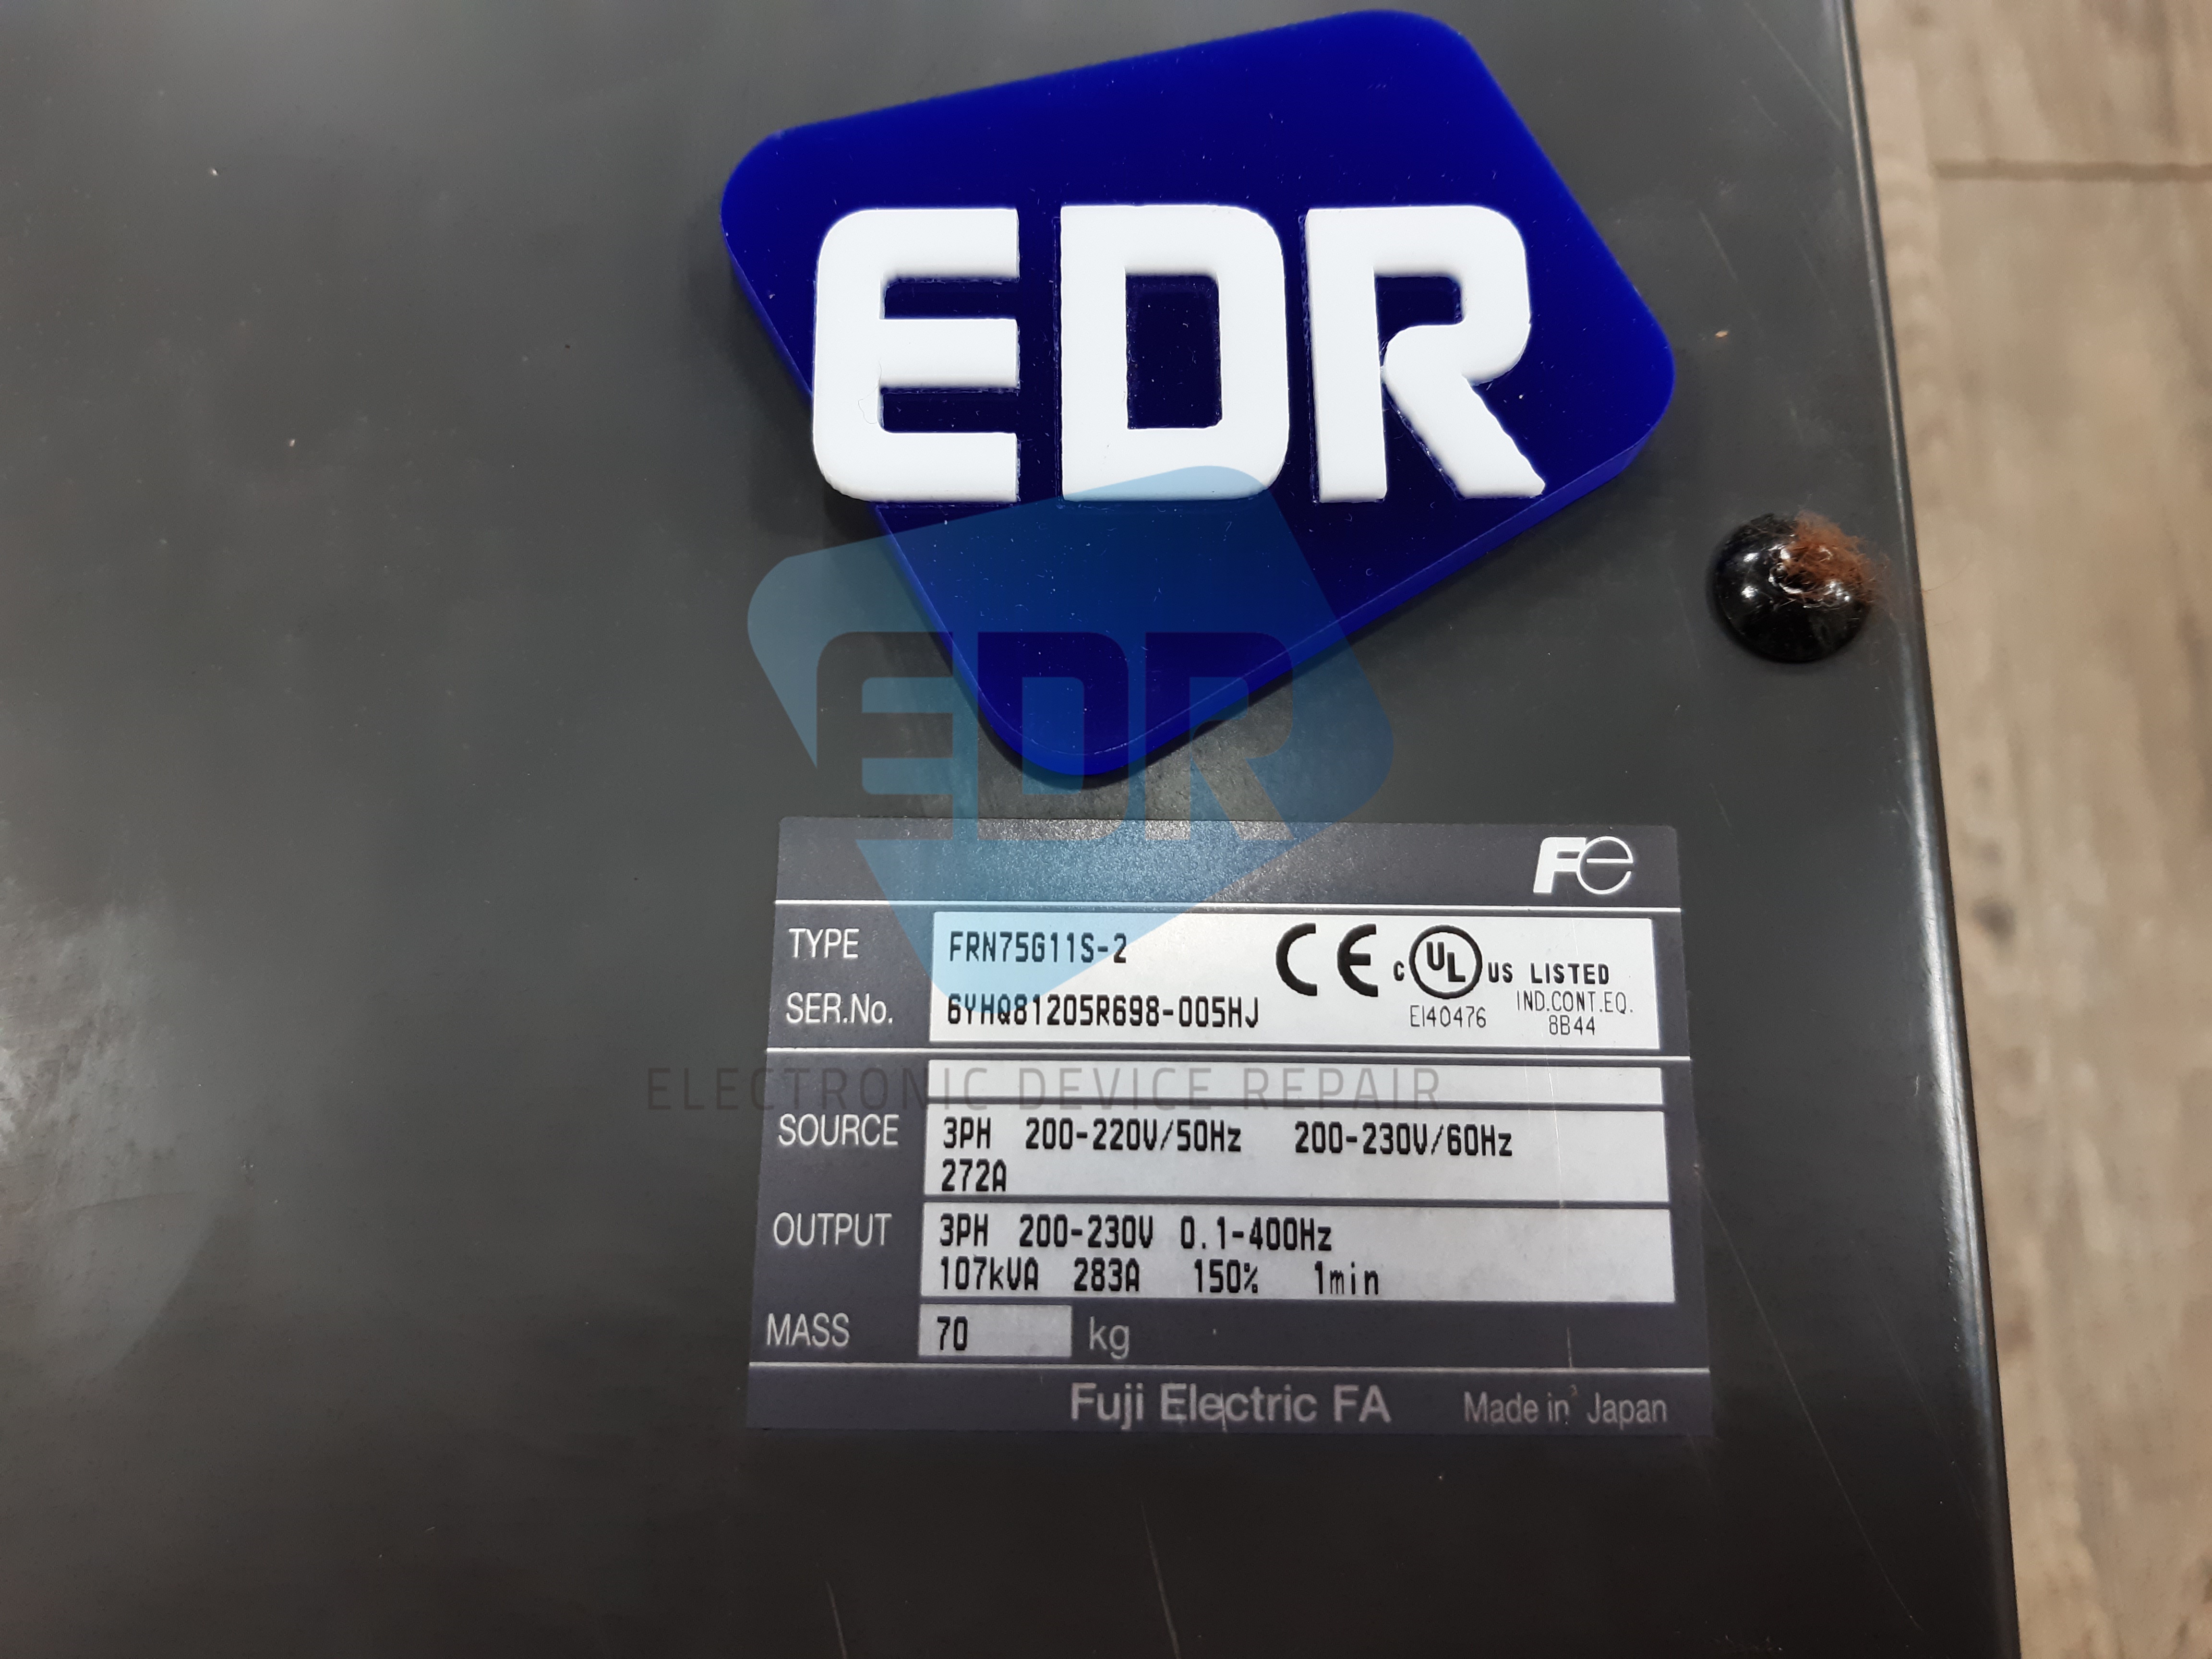 EDR
EDR
Fe
TYPE FRN75G11S-2 CE c UL US LISTED
SER.No. 6YHQ81205R698-005HJ E140476 IND.CONT.EQ. 8B44
ELECTRONIC DEVICE REPAIR
SOURCE 3PH 200-220V/50Hz 200-230V/60Hz
272A
OUTPUT 3PH 200-230V 0.1-400Hz
107kVA 283A 150% 1min
MASS 70 kg
Fuji Electric FA Made in Japan